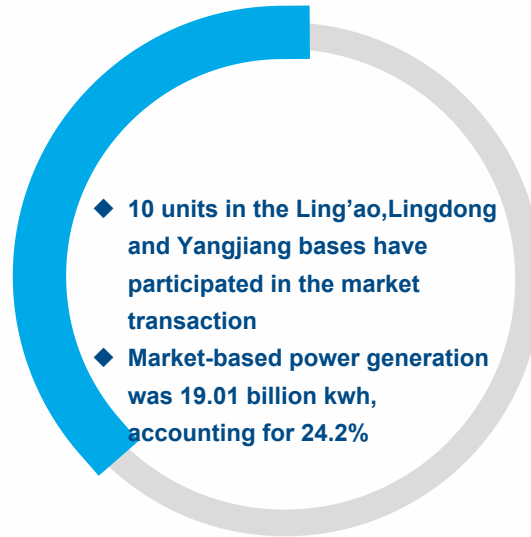 ◆ 10 units in the Ling’ao,Lingdong
and Yangjiang bases have
participated in the market
transaction
◆ Market-based power generation
was 19.01 billion kwh,
accounting for 24.2%